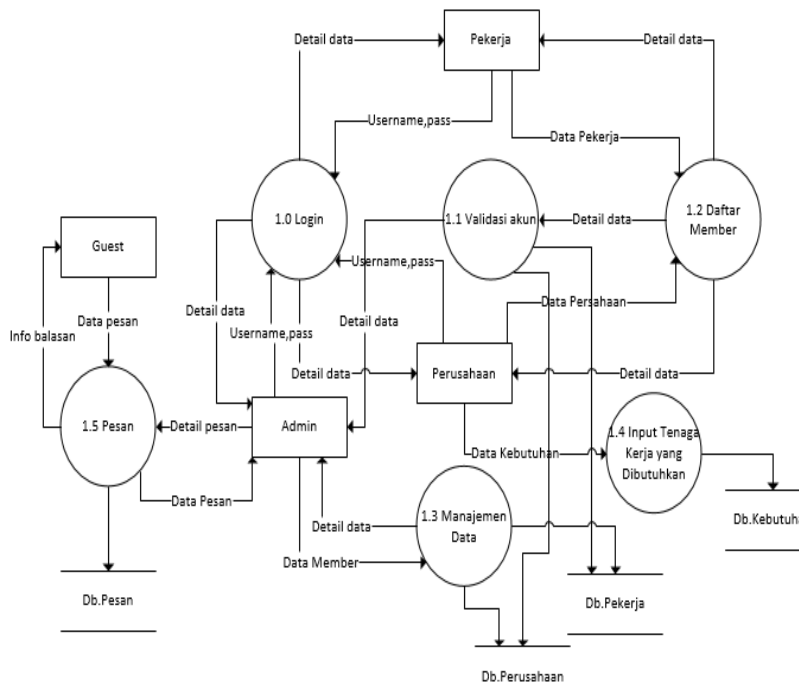 Detail data
Pekerja
Detail data
Username,pass
Data Pekerja
1.0 Login
1.1 Validasi akun
Detail data
1.2 Daftar
Member
Guest
Username,pass
Data Persahaan
Data pesan
Info balasan
Detail data
Username,pass
Detail data
Detail data
Perusahaan
Detail data
1.5 Pesan
Detail pesan
Admin
1.4 Input Tenaga
Kerja yang
Dibutuhkan
Data Kebutuhan
Data Pesan
1.3 Manajemen
Data
Detail data
Db.Kebutuha
Data Member
Db.Pesan
Db.Pekerja
Db.Perusahaan